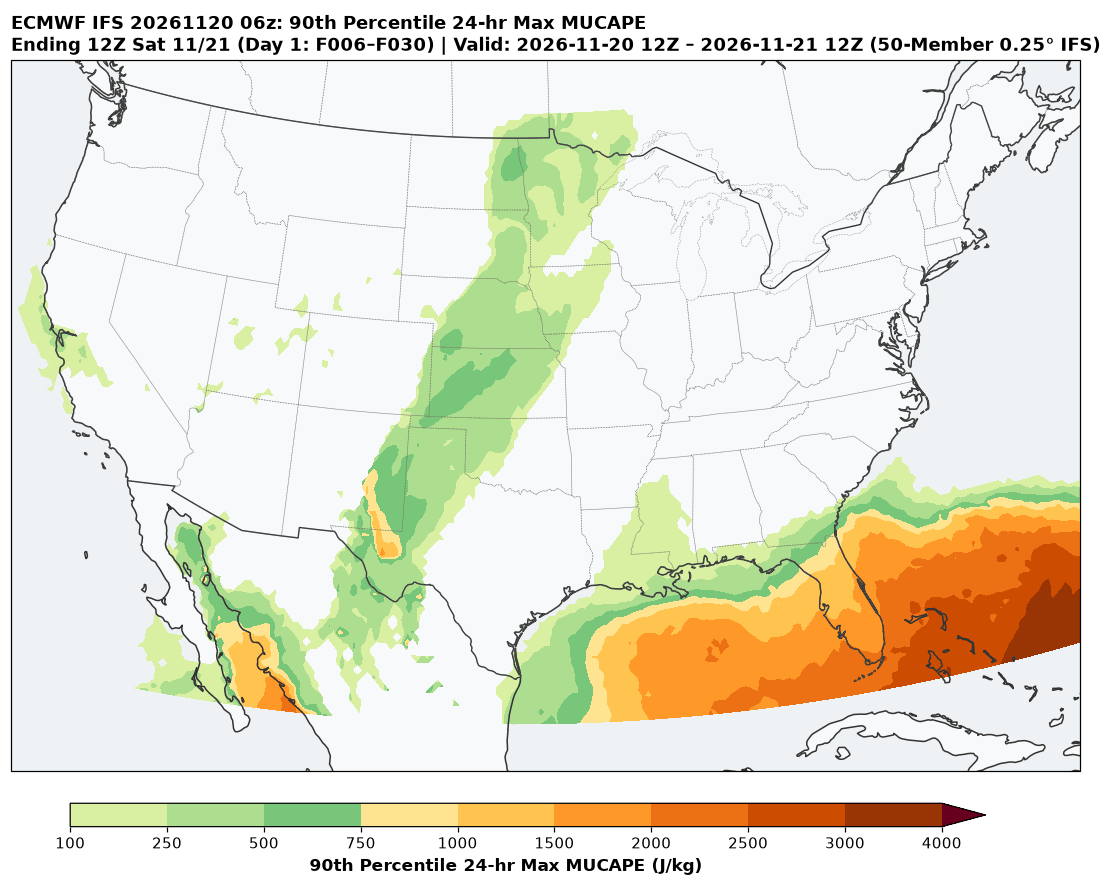 ECMWF IFS 20261120 06z: 90th Percentile 24-hr Max MUCAPE
Ending 12Z Sat 11/21 (Day 1: F006–F030) | Valid: 2026-11-20 12Z – 2026-11-21 12Z (50-Member 0.25° IFS)
100 250 500 750 1000 1500 2000 2500 3000 4000
90th Percentile 24-hr Max MUCAPE (J/kg)